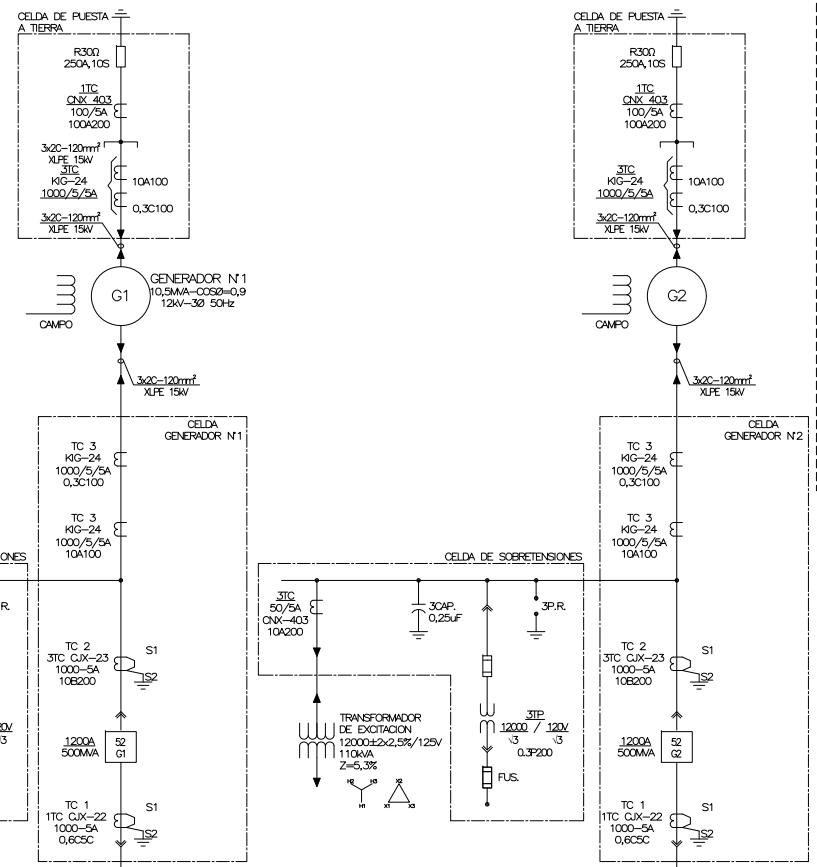 CELDA DE PUESTA
A TIERRA
R30Ω
250A,10S
1TC
CNX 403
100/5A
100A200
3x2C-120mm²
XLPE 15kV
3TC
KIG-24
1000/5/5A
10A100
0,3C100
3x2C-120mm²
XLPE 15kV
G1
GENERADOR N°1
10,5MVA-COSØ=0,9
12kV-3Ø 50Hz
CAMPO
3x2C-120mm²
XLPE 15kV
CELDA
GENERADOR N°1
TC 3
KIG-24
1000/5/5A
0,3C100
TC 3
KIG-24
1000/5/5A
10A100
ONES
R.
TC 2
3TC GJX-23
1000-5A
10B200
S1
S2
1200A
500MVA
52
G1
TC 1
1TC GJX-22
1000-5A
0,6C5C
S1
S2
CELDA DE SOBRETENSIONES
3TC
50/5A
CNX-403
10A200
3CAP.
0,25uF
3P.R.
TRANSFORMADOR
DE EXCITACION
12000±2x2,5%/125V
110kVA
Z=5,3%
H2 H3
H1
X2
X1 X3
3TP
12000 / 120V
√3 √3
0.3P200
FUS.
CELDA DE PUESTA
A TIERRA
R30Ω
250A,10S
1TC
CNX 403
100/5A
100A200
3TC
KIG-24
1000/5/5A
10A100
0,3C100
3x2C-120mm²
XLPE 15kV
G2
CAMPO
3x2C-120mm²
XLPE 15kV
CELDA
GENERADOR N°2
TC 3
KIG-24
1000/5/5A
0,3C100
TC 3
KIG-24
1000/5/5A
10A100
TC 2
3TC GJX-23
1000-5A
10B200
S1
S2
1200A
500MVA
52
G2
TC 1
1TC GJX-22
1000-5A
0,6C5C
S1
S2